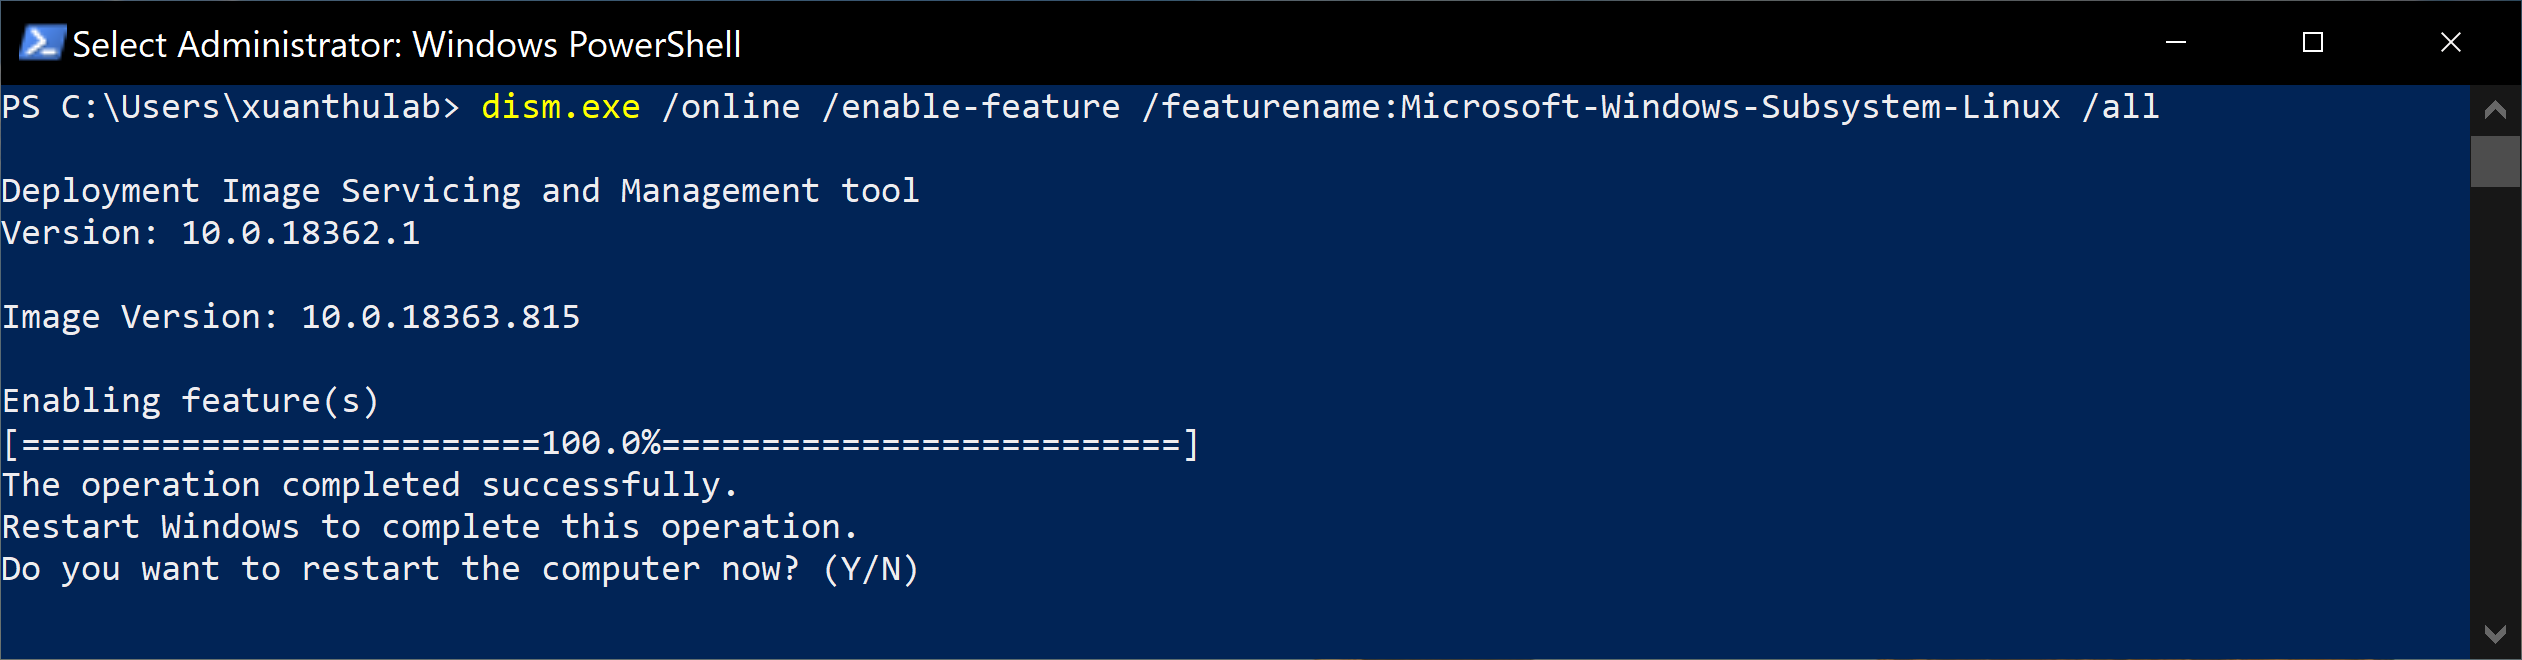 Select Administrator: Windows PowerShell
PS C:\Users\xuanthulab> dism.exe /online /enable-feature /featurename:Microsoft-Windows-Subsystem-Linux /all
Deployment Image Servicing and Management tool
Version: 10.0.18362.1
Image Version: 10.0.18363.815
Enabling feature(s)
[==========================100.0%==========================]
The operation completed successfully.
Restart Windows to complete this operation.
Do you want to restart the computer now? (Y/N)